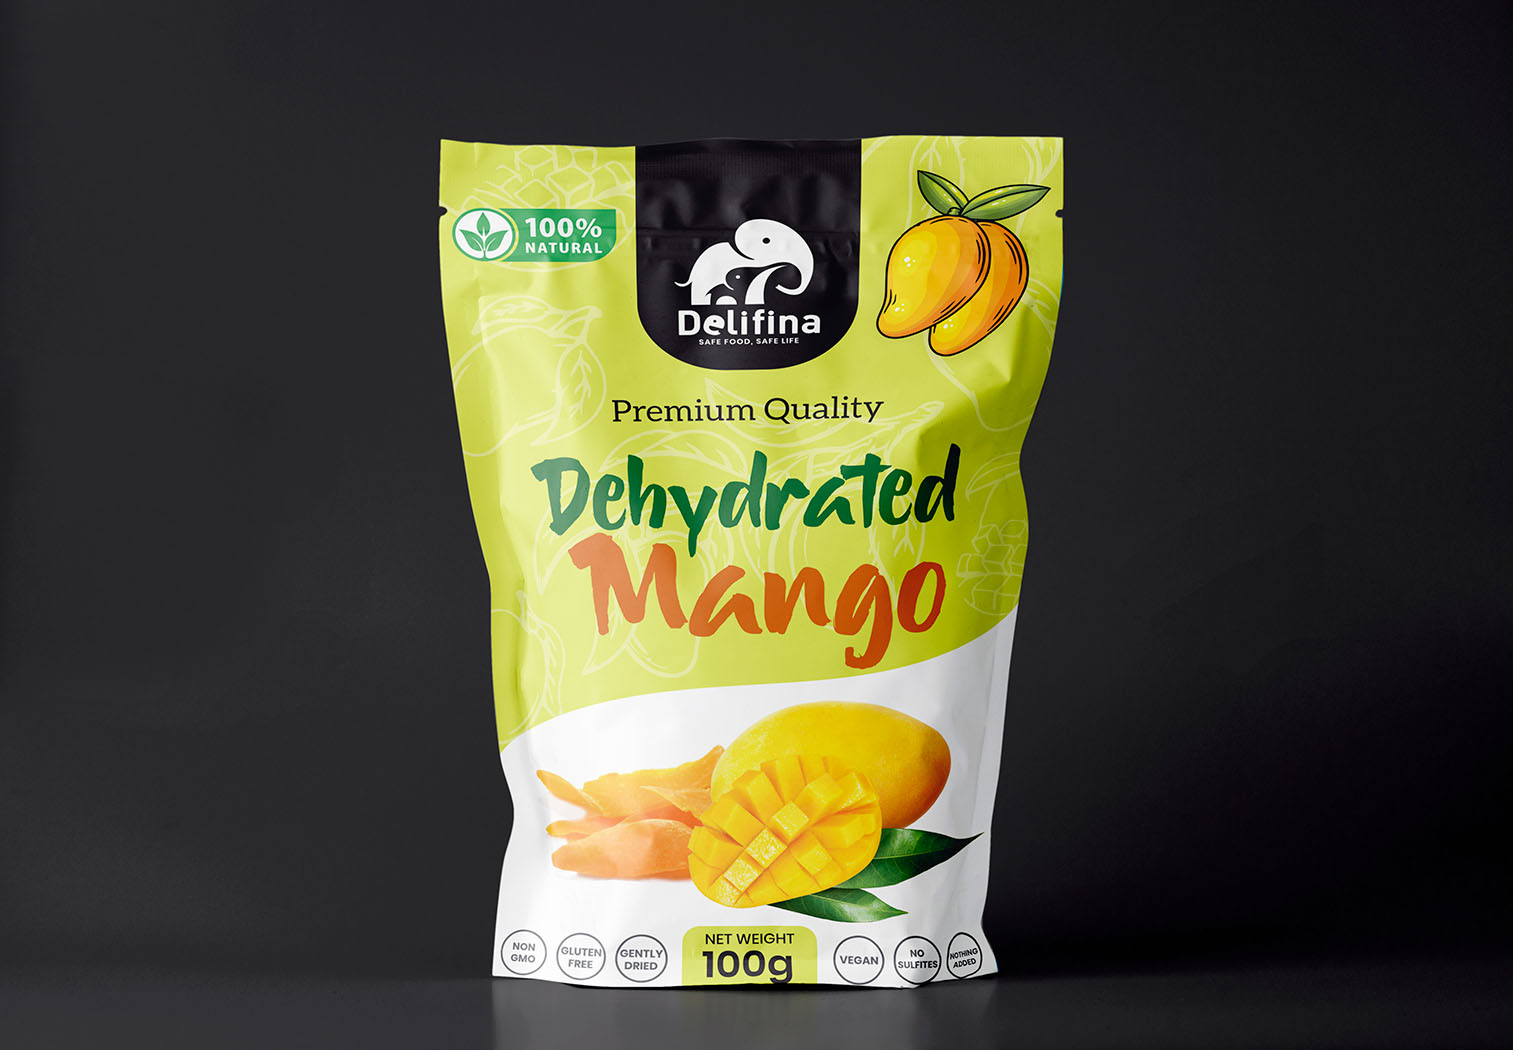 100%
NATURAL
Delifina
SAFE FOOD, SAFE LIFE
Premium Quality
Dehydrated
Mango
NON
GMO
GLUTEN
FREE
GENTLY
DRIED
NET WEIGHT
100g
VEGAN
NO
SULFITES
NOTHING
ADDED